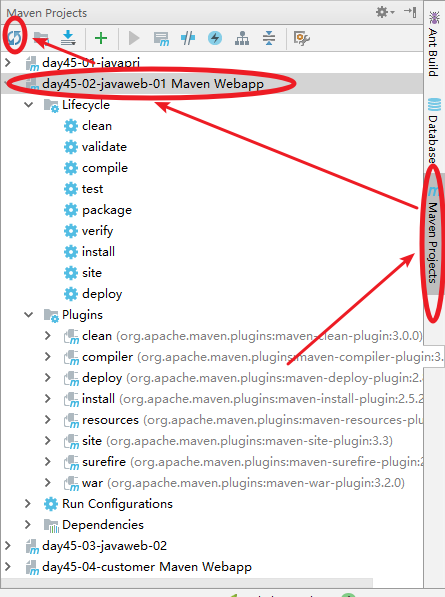 Maven Projects
day45-01-javapri
day45-02-javaweb-01 Maven Webapp
Lifecycle
clean
validate
compile
test
package
verify
install
site
deploy
Plugins
clean (org.apache.maven.plugins:maven-clean-plugin:3.0.0)
compiler (org.apache.maven.plugins:maven-compiler-plugin:3.
deploy (org.apache.maven.plugins:maven-deploy-plugin:2.
install (org.apache.maven.plugins:maven-install-plugin:2.5.2
resources (org.apache.maven.plugins:maven-resources-plu
site (org.apache.maven.plugins:maven-site-plugin:3.3)
surefire (org.apache.maven.plugins:maven-surefire-plugin:2
war (org.apache.maven.plugins:maven-war-plugin:3.2.0)
Run Configurations
Dependencies
day45-03-javaweb-02
day45-04-customer Maven Webapp
Ant Build
Database
Maven Projects